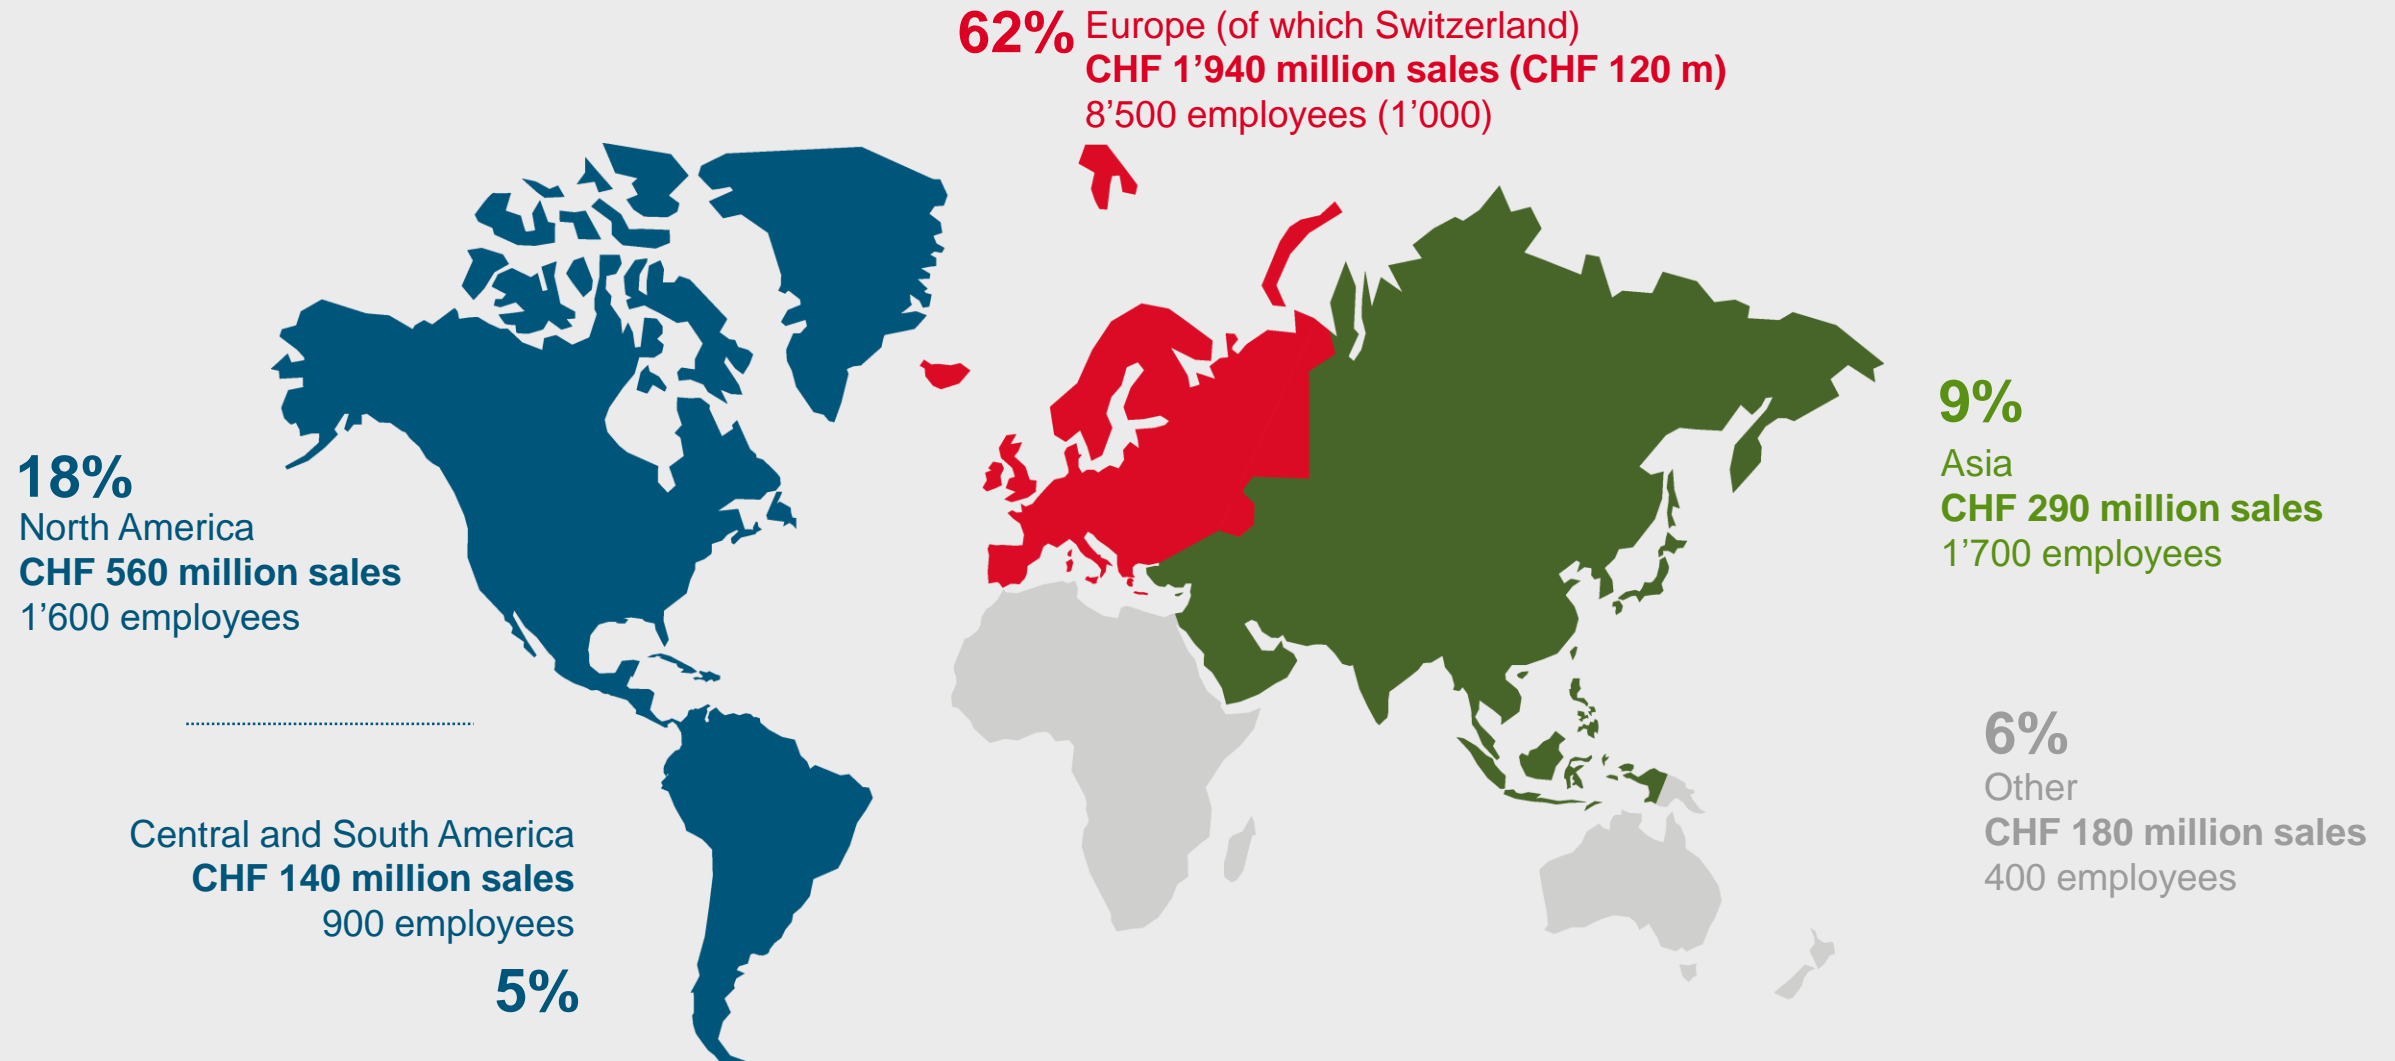 62% Europe (of which Switzerland)
CHF 1’940 million sales (CHF 120 m)
8’500 employees (1’000)
18%
North America
CHF 560 million sales
1’600 employees
Central and South America
CHF 140 million sales
900 employees
5%
9%
Asia
CHF 290 million sales
1’700 employees
6%
Other
CHF 180 million sales
400 employees